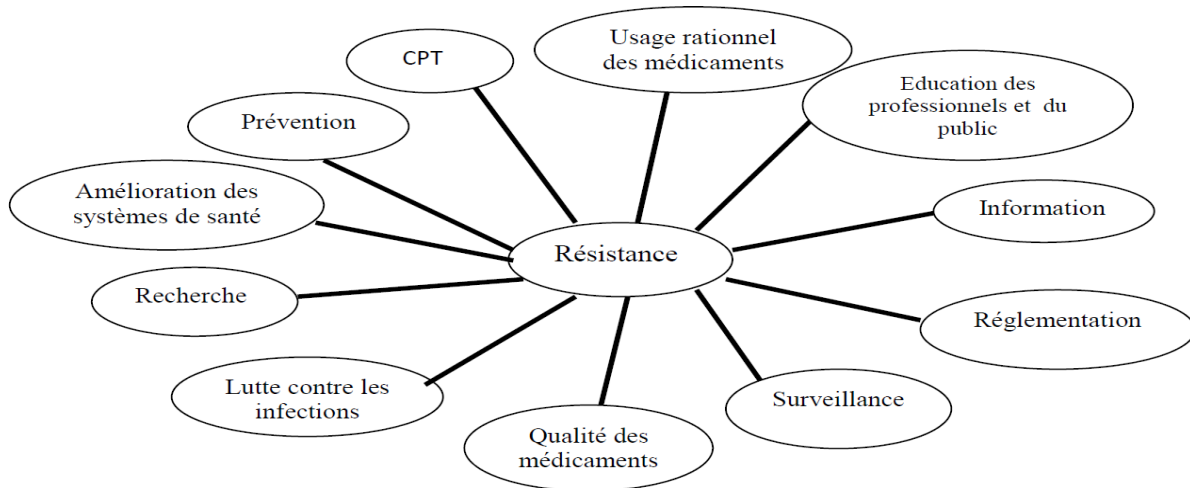 CPT
Usage rationnel
des médicaments
Education des
professionnels et du
public
Prévention
Amélioration des
systèmes de santé
Information
Résistance
Recherche
Réglementation
Lutte contre les
infections
Surveillance
Qualité des
médicaments